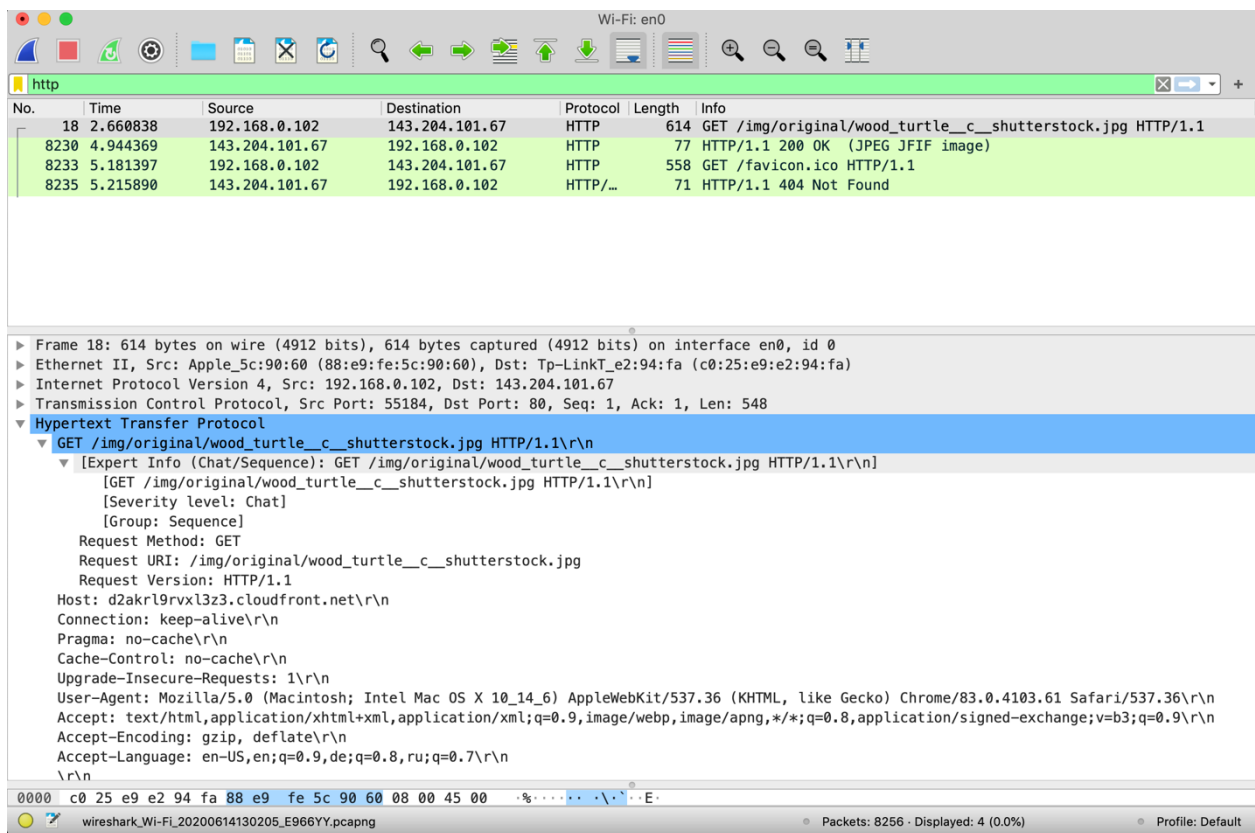 Wi-Fi: en0
http
No. Time Source Destination Protocol Length Info
18 2.660838 192.168.0.102 143.204.101.67 HTTP 614 GET /img/original/wood_turtle__c__shutterstock.jpg HTTP/1.1
8230 4.944369 143.204.101.67 192.168.0.102 HTTP 77 HTTP/1.1 200 OK (JPEG JFIF image)
8233 5.181397 192.168.0.102 143.204.101.67 HTTP 558 GET /favicon.ico HTTP/1.1
8235 5.215890 143.204.101.67 192.168.0.102 HTTP/… 71 HTTP/1.1 404 Not Found
Frame 18: 614 bytes on wire (4912 bits), 614 bytes captured (4912 bits) on interface en0, id 0
Ethernet II, Src: Apple_5c:90:60 (88:e9:fe:5c:90:60), Dst: Tp-LinkT_e2:94:fa (c0:25:e9:e2:94:fa)
Internet Protocol Version 4, Src: 192.168.0.102, Dst: 143.204.101.67
Transmission Control Protocol, Src Port: 55184, Dst Port: 80, Seq: 1, Ack: 1, Len: 548
Hypertext Transfer Protocol
GET /img/original/wood_turtle__c__shutterstock.jpg HTTP/1.1\r\n
[Expert Info (Chat/Sequence): GET /img/original/wood_turtle__c__shutterstock.jpg HTTP/1.1\r\n]
[GET /img/original/wood_turtle__c__shutterstock.jpg HTTP/1.1\r\n]
[Severity level: Chat]
[Group: Sequence]
Request Method: GET
Request URI: /img/original/wood_turtle__c__shutterstock.jpg
Request Version: HTTP/1.1
Host: d2akrl9rvxl3z3.cloudfront.net\r\n
Connection: keep-alive\r\n
Pragma: no-cache\r\n
Cache-Control: no-cache\r\n
Upgrade-Insecure-Requests: 1\r\n
User-Agent: Mozilla/5.0 (Macintosh; Intel Mac OS X 10_14_6) AppleWebKit/537.36 (KHTML, like Gecko) Chrome/83.0.4103.61 Safari/537.36\r\n
Accept: text/html,application/xhtml+xml,application/xml;q=0.9,image/webp,image/apng,*/*;q=0.8,application/signed-exchange;v=b3;q=0.9\r\n
Accept-Encoding: gzip, deflate\r\n
Accept-Language: en-US,en;q=0.9,de;q=0.8,ru;q=0.7\r\n
\r\n
0000 c0 25 e9 e2 94 fa 88 e9 fe 5c 90 60 08 00 45 00 ·%···· ·· ·\·`··E·
wireshark_Wi-Fi_20200614130205_E966YY.pcapng Packets: 8256 · Displayed: 4 (0.0%) Profile: Default